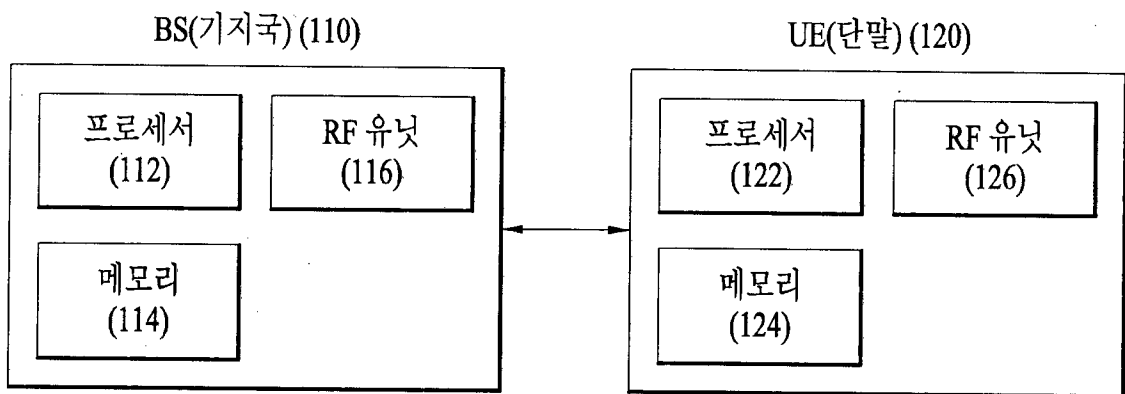 BS(기지국) (110)
프로세서
(112)
RF 유닛
(116)
메모리
(114)
UE(단말) (120)
프로세서
(122)
RF 유닛
(126)
메모리
(124)